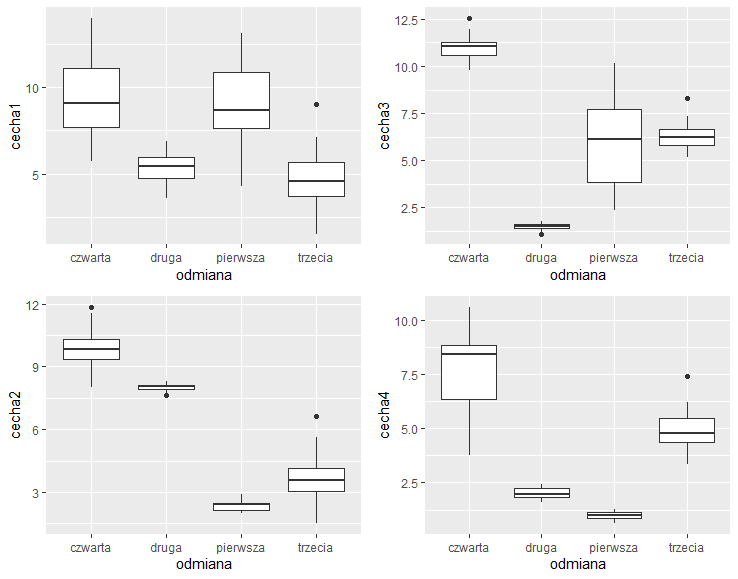 cecha1
10
5
czwarta druga pierwsza trzecia
odmiana
cecha3
12.5
10.0
7.5
5.0
2.5
czwarta druga pierwsza trzecia
odmiana
cecha2
12
9
6
3
czwarta druga pierwsza trzecia
odmiana
cecha4
10.0
7.5
5.0
2.5
czwarta druga pierwsza trzecia
odmiana